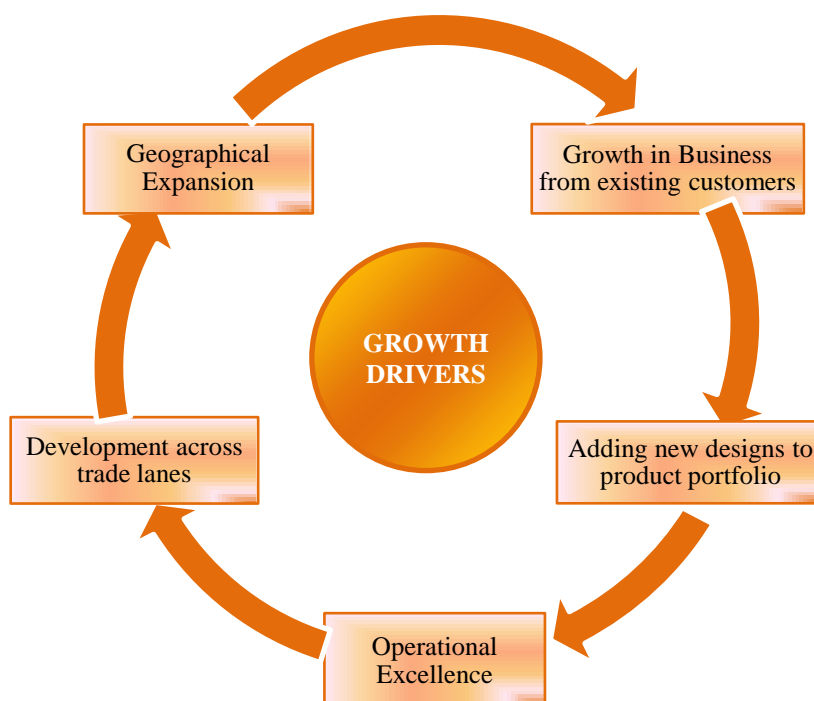 Geographical
Expansion
Growth in Business
from existing customers
GROWTH
DRIVERS
Development across
trade lanes
Adding new designs to
product portfolio
Operational
Excellence